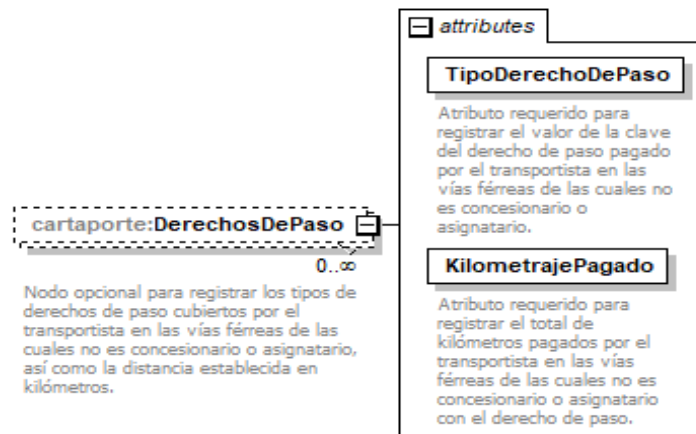 attributes
TipoDerechoDePaso
Atributo requerido para
registrar el valor de la clave
del derecho de paso pagado
por el transportista en las
vías férreas de las cuales no
es concesionario o
asignatario.
cartaporte:DerechosDePaso
0..∞
Nodo opcional para registrar los tipos de
derechos de paso cubiertos por el
transportista en las vías férreas de las
cuales no es concesionario o asignatario,
así como la distancia establecida en
kilómetros.
KilometrajePagado
Atributo requerido para
registrar el total de
kilómetros pagados por el
transportista en las vías
férreas de las cuales no es
concesionario o asignatario
con el derecho de paso.